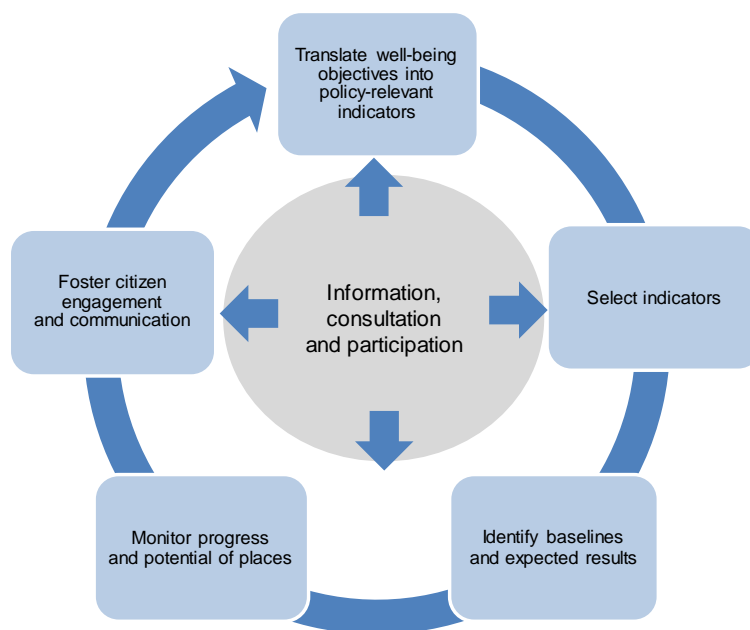 Translate well-being
objectives into
policy-relevant
indicators
Select indicators
Identify baselines
and expected results
Monitor progress
and potential of places
Foster citizen
engagement
and communication
Information,
consultation
and participation